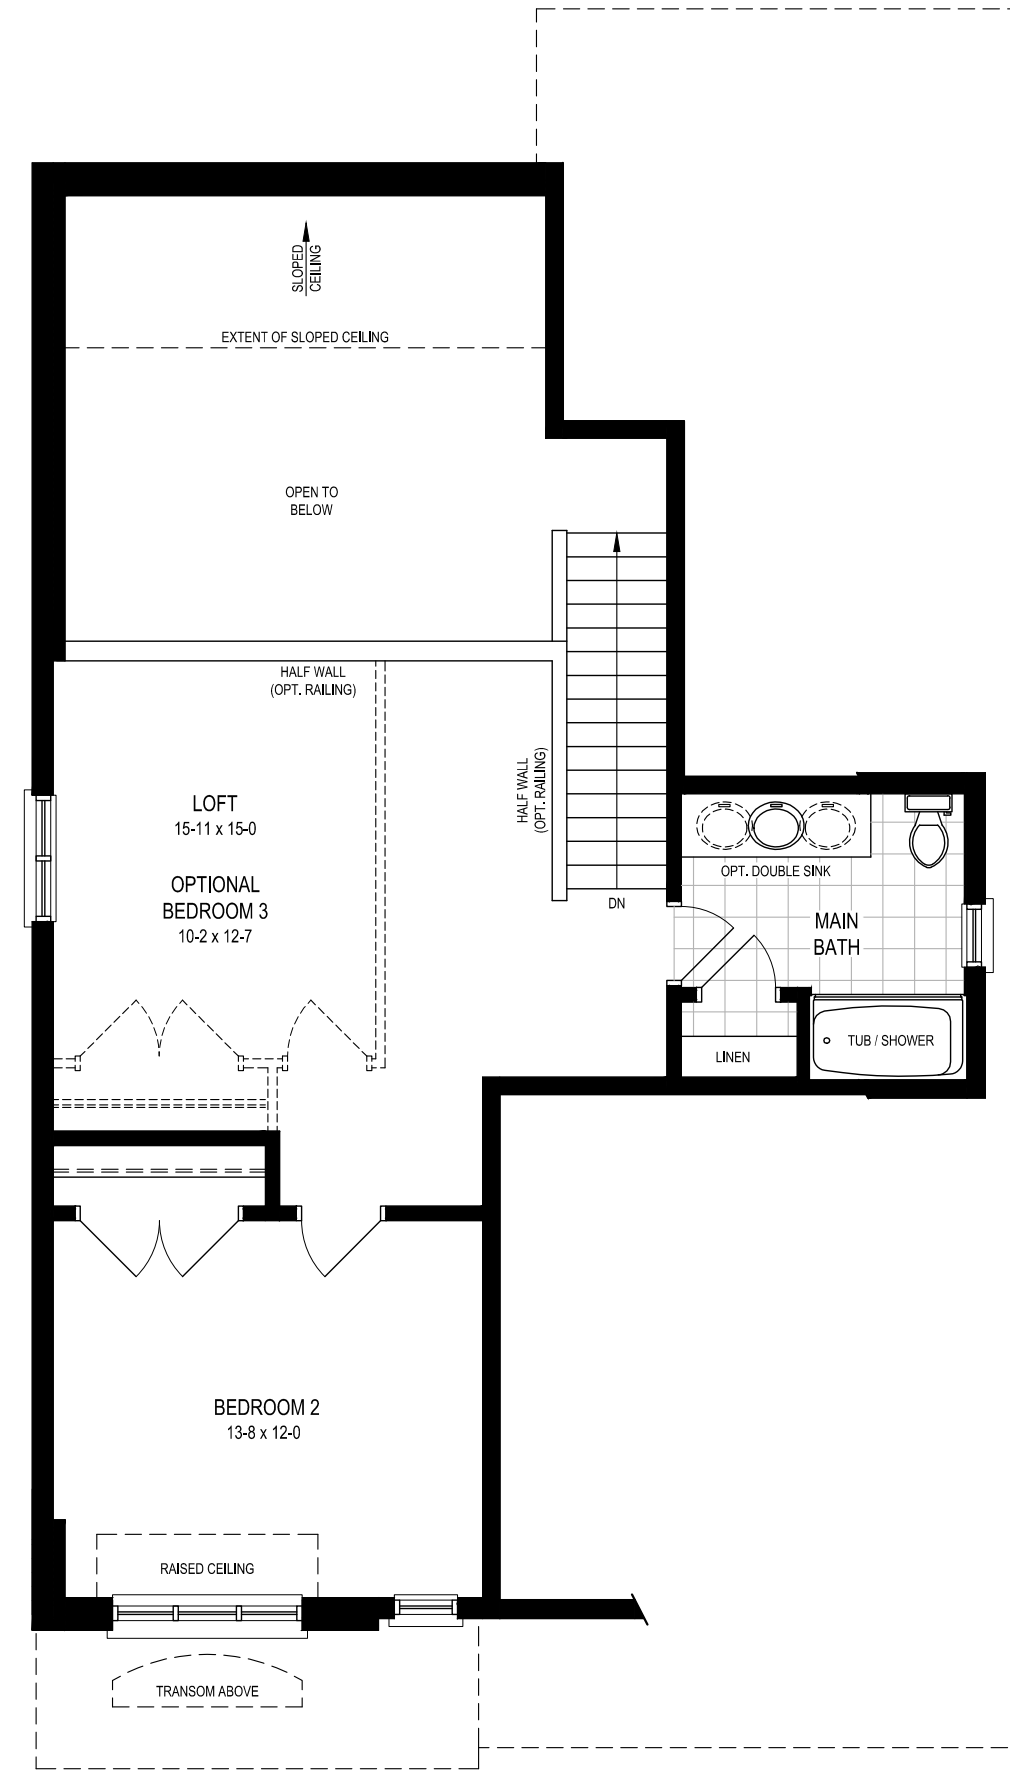 SLOPED
CEILING
EXTENT OF SLOPED CEILING
OPEN TO
BELOW
HALF WALL
(OPT. RAILING)
HALF WALL
(OPT. RAILING)
LOFT
15-11 x 15-0
OPTIONAL
BEDROOM 3
10-2 x 12-7
OPT. DOUBLE SINK
DN
MAIN
BATH
TUB / SHOWER
LINEN
BEDROOM 2
13-8 x 12-0
RAISED CEILING
TRANSOM ABOVE